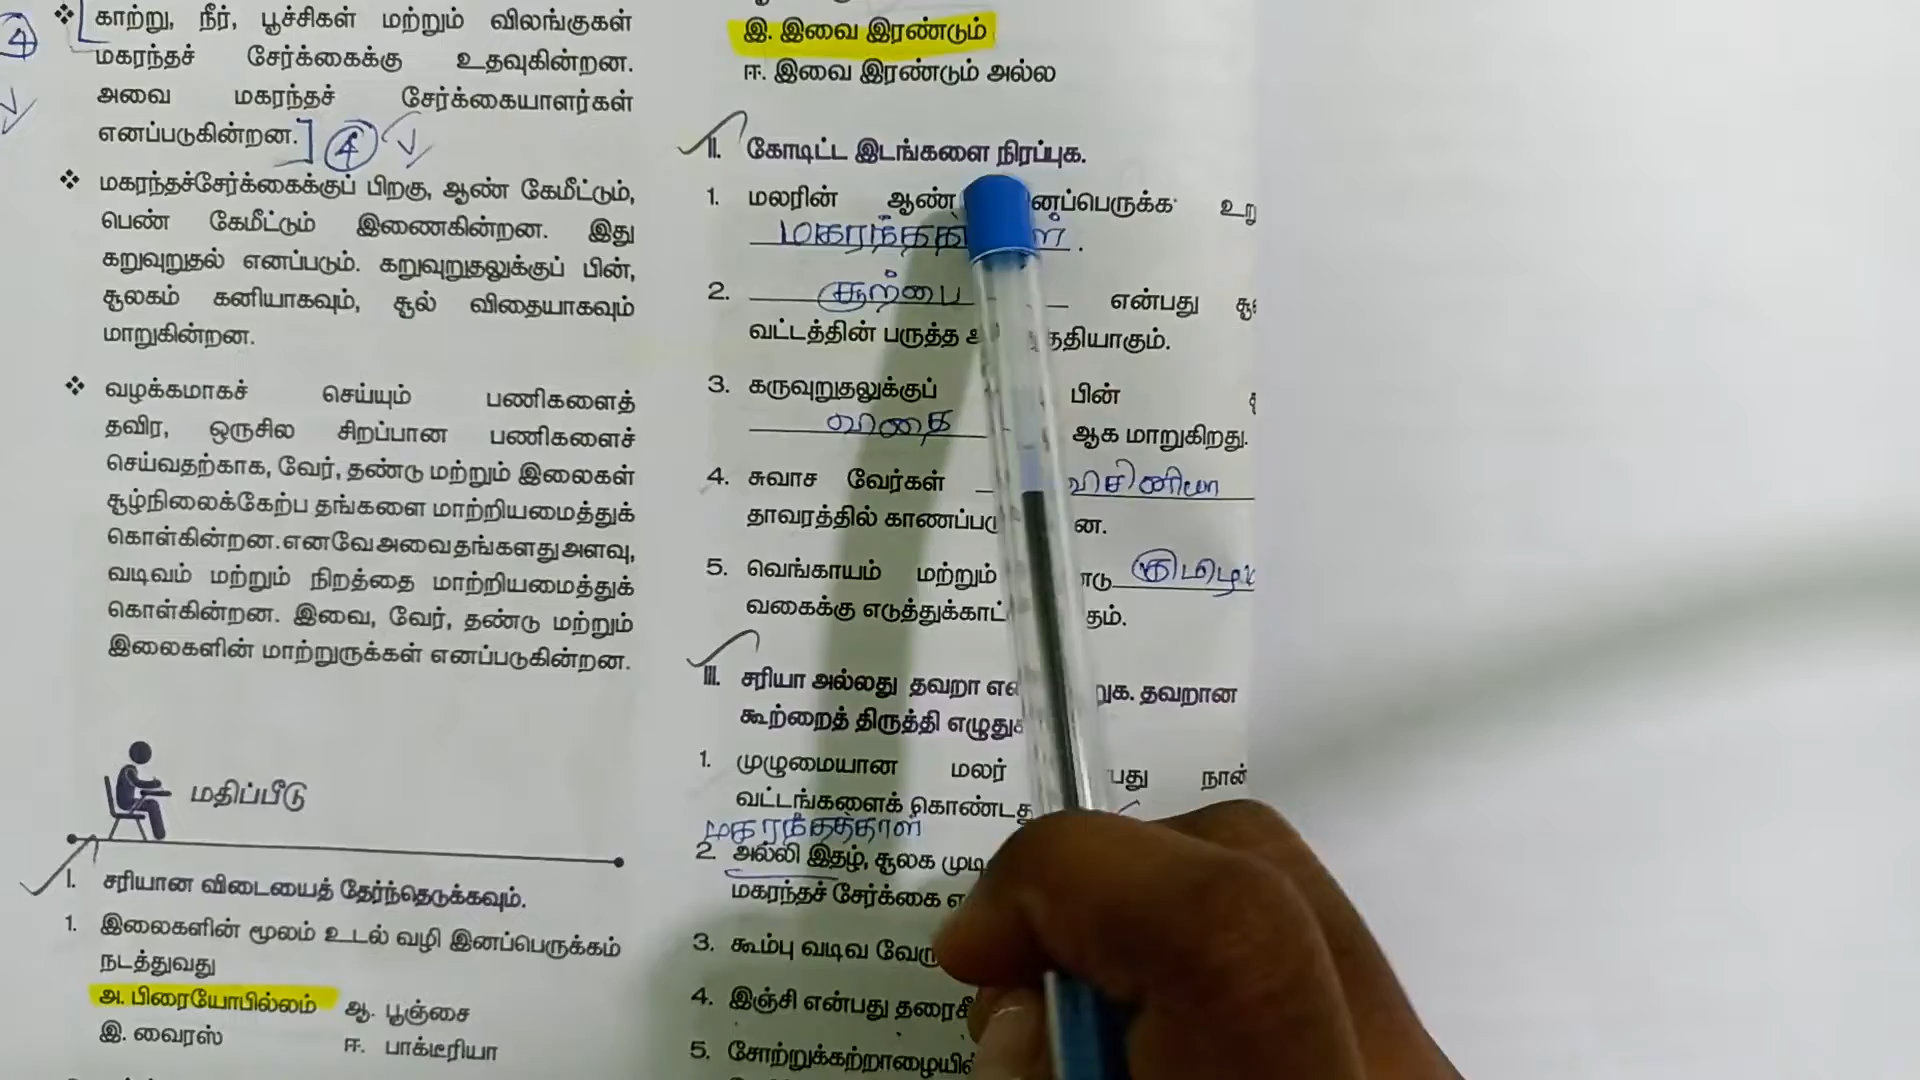 ❖ காற்று, நீர், பூச்சிகள் மற்றும் விலங்குகள்
மகரந்தச் சேர்க்கைக்கு உதவுகின்றன.
அவை மகரந்தச் சேர்க்கையாளர்கள்
எனப்படுகின்றன.
4
4
❖ மகரந்தச்சேர்க்கைக்குப் பிறகு, ஆண் கேமீட்டும்,
பெண் கேமீட்டும் இணைகின்றன. இது
கறுவுறுதல் எனப்படும். கறுவுறுதலுக்குப் பின்,
சூலகம் கனியாகவும், சூல் விதையாகவும்
மாறுகின்றன.
❖ வழக்கமாகச் செய்யும் பணிகளைத்
தவிர, ஒருசில சிறப்பான பணிகளைச்
செய்வதற்காக, வேர், தண்டு மற்றும் இலைகள்
சூழ்நிலைக்கேற்ப தங்களை மாற்றியமைத்துக்
கொள்கின்றன.எனவே அவை தங்களது அளவு,
வடிவம் மற்றும் நிறத்தை மாற்றியமைத்துக்
கொள்கின்றன. இவை, வேர், தண்டு மற்றும்
இலைகளின் மாற்றுருக்கள் எனப்படுகின்றன.
மதிப்பீடு
I. சரியான விடையைத் தேர்ந்தெடுக்கவும்.
1. இலைகளின் மூலம் உடல் வழி இனப்பெருக்கம்
நடத்துவது
அ. பிரையோபில்லம் ஆ. பூஞ்சை
இ. வைரஸ் ஈ. பாக்டீரியா
இ. இவை இரண்டும்
ஈ. இவை இரண்டும் அல்ல
II. கோடிட்ட இடங்களை நிரப்புக.
1. மலரின் ஆண்
2. சூற்பை என்பது
வட்டத்தின் பருத்த
3. கருவுறுதலுக்குப் பின்
விதை ஆக மாறுகிறது.
4. சுவாச வேர்கள்
தாவரத்தில்
5. வெங்காயம் மற்றும்
வகைக்கு
III. சரியா அல்லது தவறா தவறான
கூற்றைத் திருத்தி
1. முழுமையான மலர்
வட்டங்களைக்
மகரந்தத்தாள்
2. அல்லி இதழ், சூலக
மகரந்தச் சேர்க்கை
3. கூம்பு வடிவ
4. இஞ்சி என்பது
5.